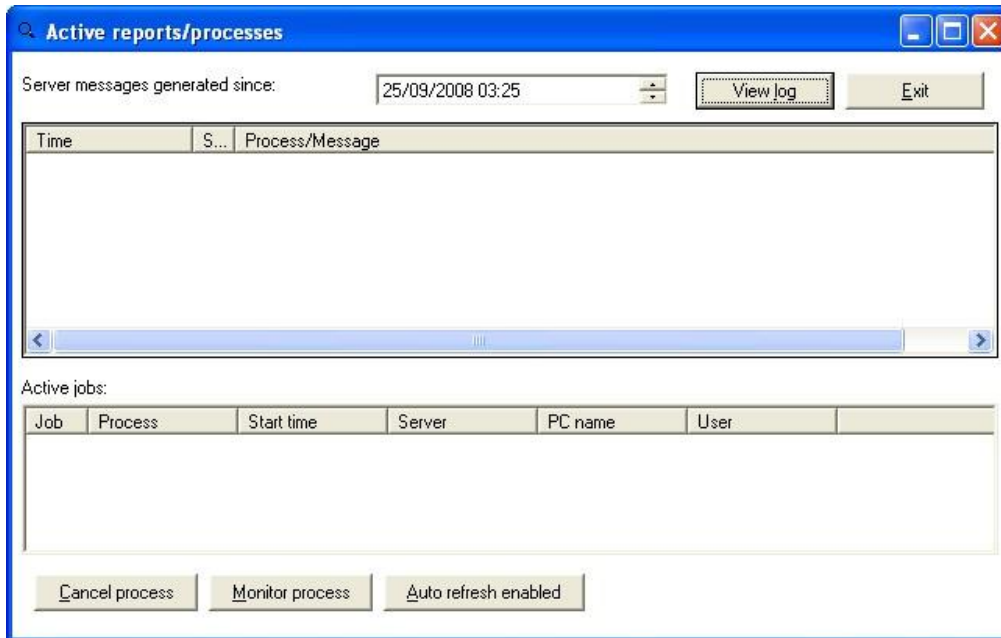 Active reports/processes
Server messages generated since: 25/09/2008 03:25 View log Exit
Time S... Process/Message
Active jobs:
Job Process Start time Server PC name User
Cancel process Monitor process Auto refresh enabled